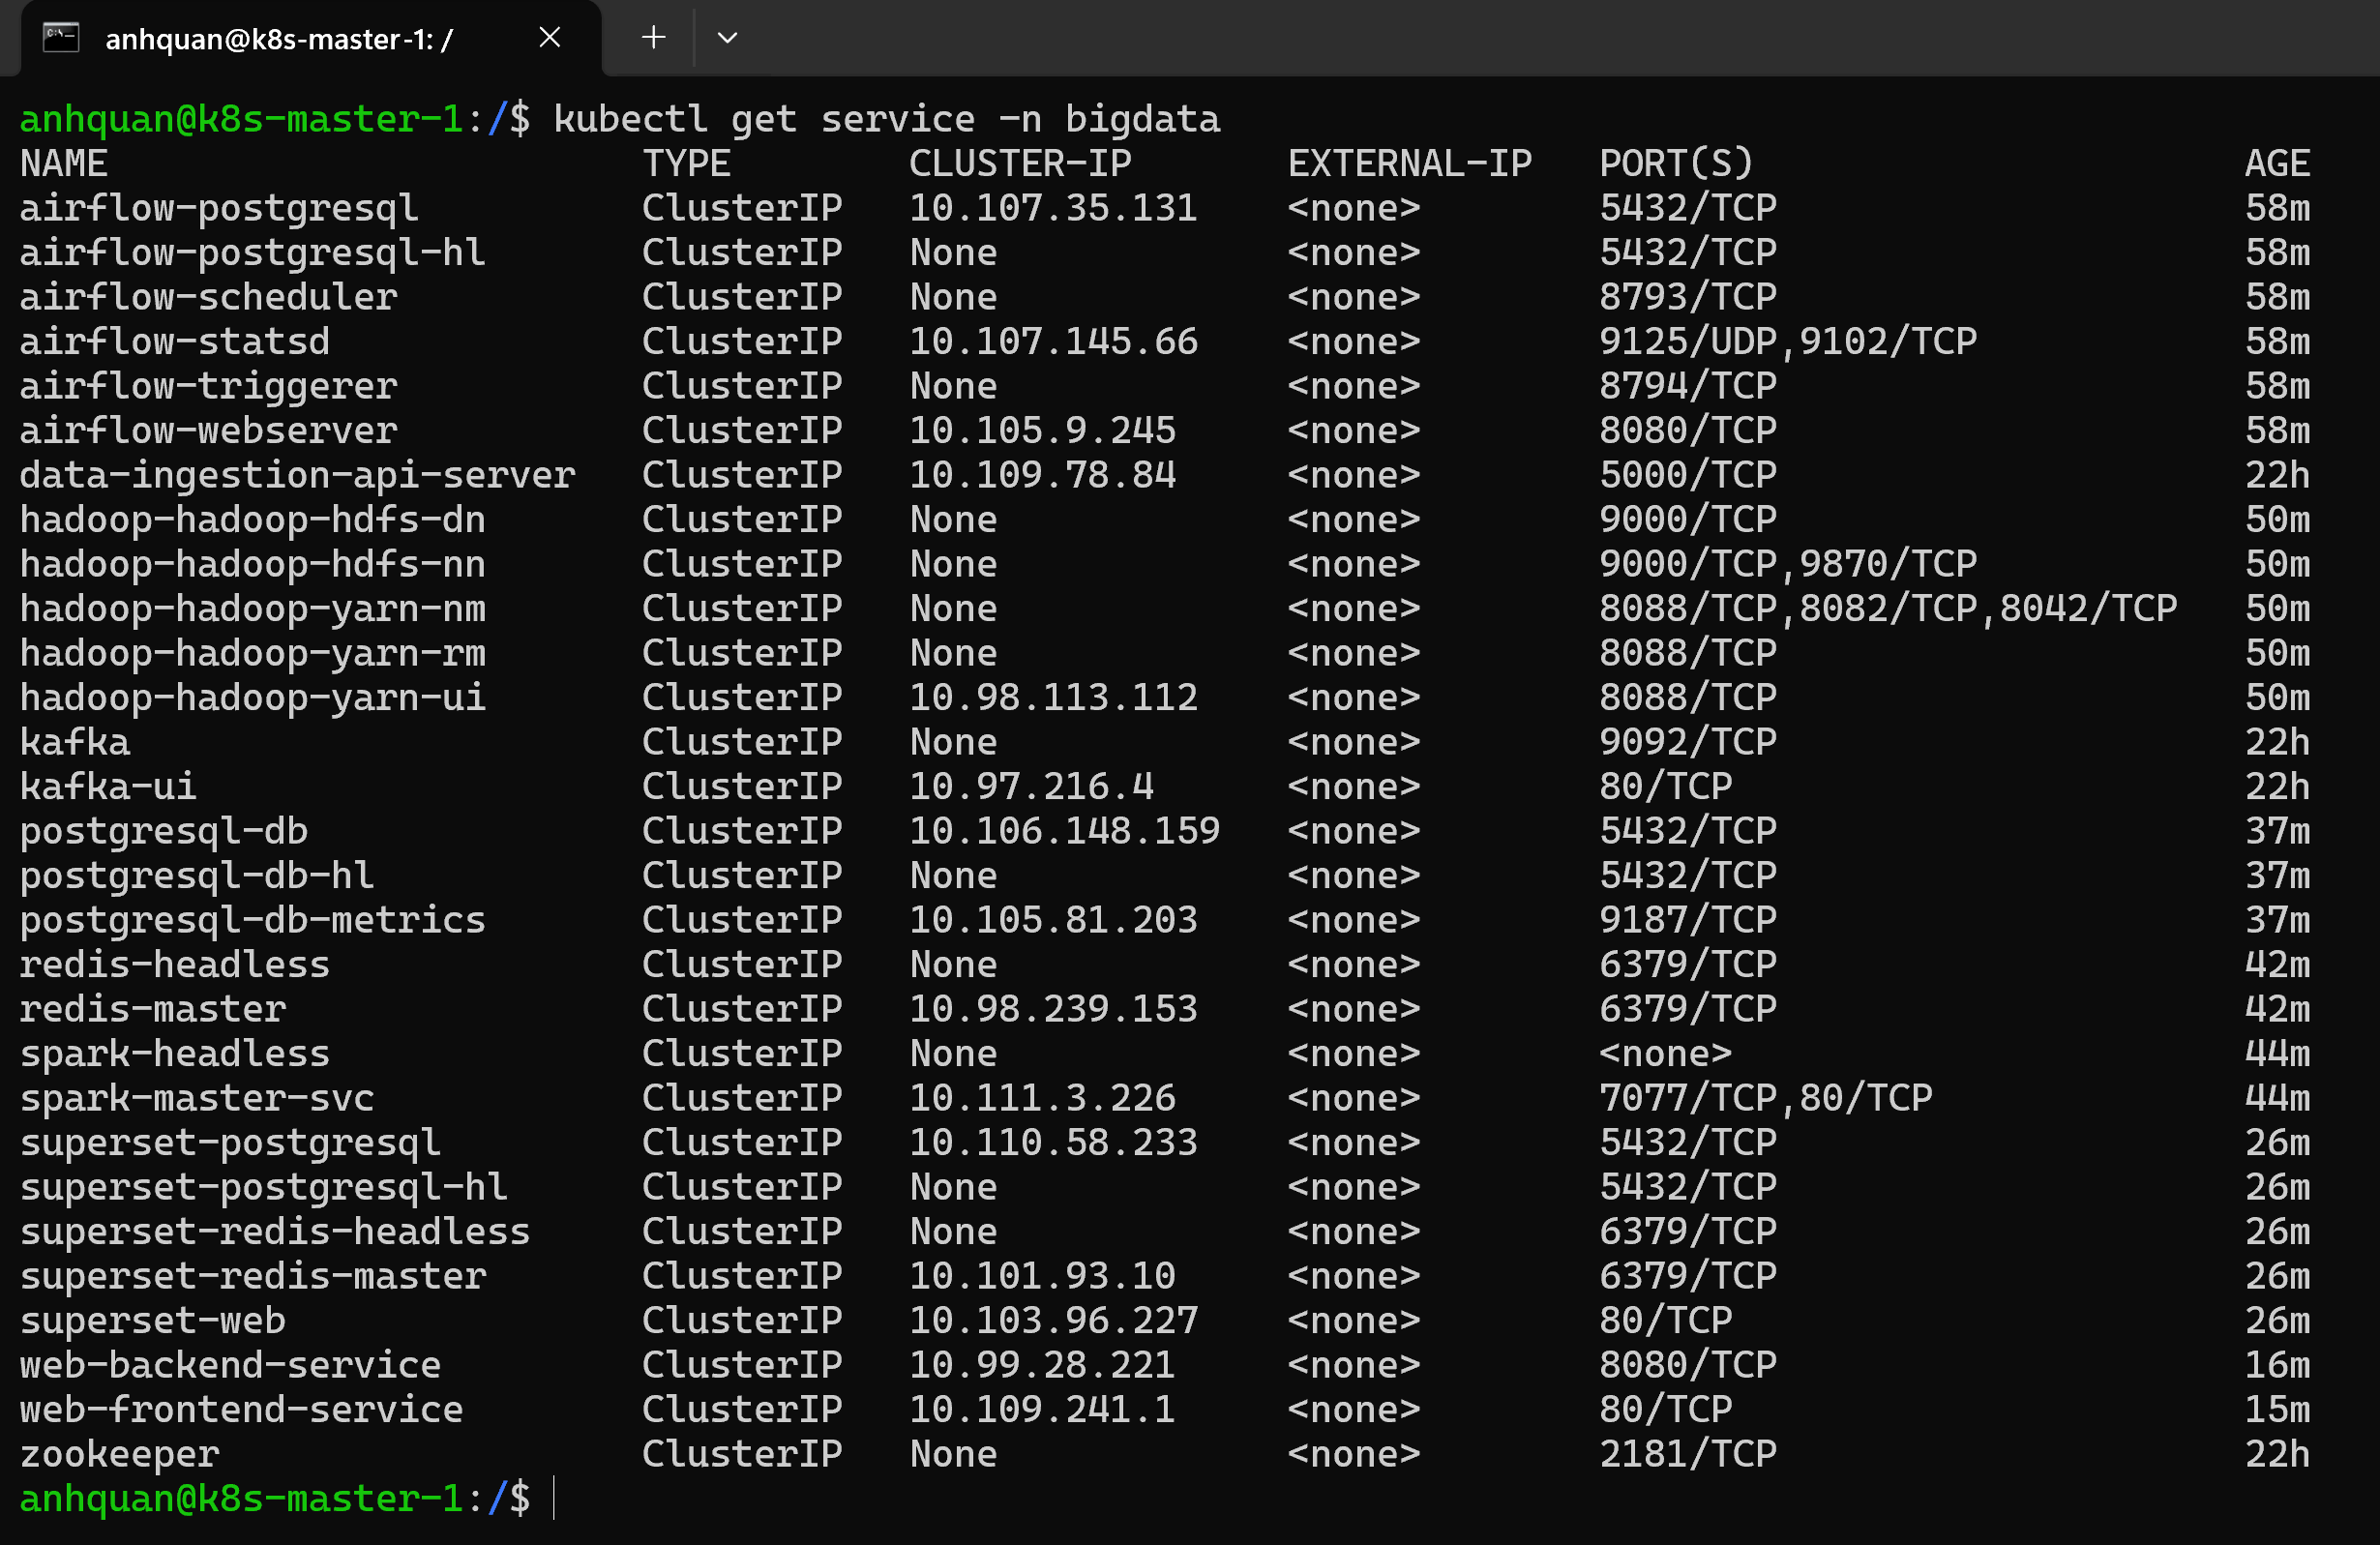 anhquan@k8s-master-1: /
anhquan@k8s-master-1:/$ kubectl get service -n bigdata
NAME TYPE CLUSTER-IP EXTERNAL-IP PORT(S) AGE
airflow-postgresql ClusterIP 10.107.35.131 <none> 5432/TCP 58m
airflow-postgresql-hl ClusterIP None <none> 5432/TCP 58m
airflow-scheduler ClusterIP None <none> 8793/TCP 58m
airflow-statsd ClusterIP 10.107.145.66 <none> 9125/UDP,9102/TCP 58m
airflow-triggerer ClusterIP None <none> 8794/TCP 58m
airflow-webserver ClusterIP 10.105.9.245 <none> 8080/TCP 58m
data-ingestion-api-server ClusterIP 10.109.78.84 <none> 5000/TCP 22h
hadoop-hadoop-hdfs-dn ClusterIP None <none> 9000/TCP 50m
hadoop-hadoop-hdfs-nn ClusterIP None <none> 9000/TCP,9870/TCP 50m
hadoop-hadoop-yarn-nm ClusterIP None <none> 8088/TCP,8082/TCP,8042/TCP 50m
hadoop-hadoop-yarn-rm ClusterIP None <none> 8088/TCP 50m
hadoop-hadoop-yarn-ui ClusterIP 10.98.113.112 <none> 8088/TCP 50m
kafka ClusterIP None <none> 9092/TCP 22h
kafka-ui ClusterIP 10.97.216.4 <none> 80/TCP 22h
postgresql-db ClusterIP 10.106.148.159 <none> 5432/TCP 37m
postgresql-db-hl ClusterIP None <none> 5432/TCP 37m
postgresql-db-metrics ClusterIP 10.105.81.203 <none> 9187/TCP 37m
redis-headless ClusterIP None <none> 6379/TCP 42m
redis-master ClusterIP 10.98.239.153 <none> 6379/TCP 42m
spark-headless ClusterIP None <none> <none> 44m
spark-master-svc ClusterIP 10.111.3.226 <none> 7077/TCP,80/TCP 44m
superset-postgresql ClusterIP 10.110.58.233 <none> 5432/TCP 26m
superset-postgresql-hl ClusterIP None <none> 5432/TCP 26m
superset-redis-headless ClusterIP None <none> 6379/TCP 26m
superset-redis-master ClusterIP 10.101.93.10 <none> 6379/TCP 26m
superset-web ClusterIP 10.103.96.227 <none> 80/TCP 26m
web-backend-service ClusterIP 10.99.28.221 <none> 8080/TCP 16m
web-frontend-service ClusterIP 10.109.241.1 <none> 80/TCP 15m
zookeeper ClusterIP None <none> 2181/TCP 22h
anhquan@k8s-master-1:/$